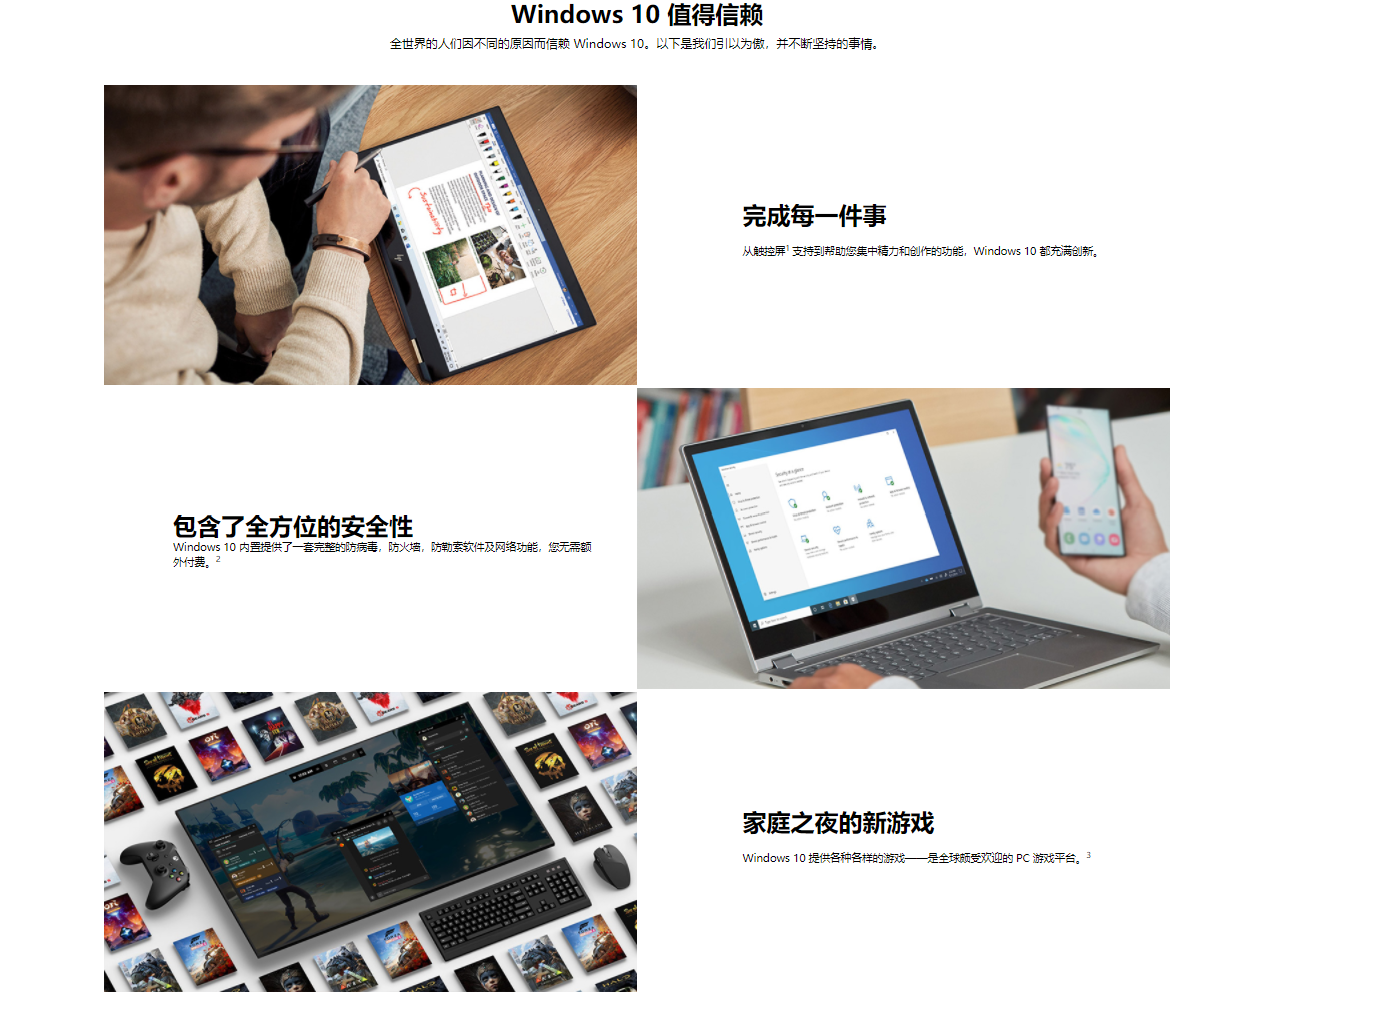 Windows 10 值得信赖
全世界的人们因不同的原因而信赖 Windows 10。以下是我们引以为傲，并不断坚持的事情。
完成每一件事
从触控屏1 支持到帮助您集中精力和创作的功能，Windows 10 都充满创新。
包含了全方位的安全性
Windows 10 内置提供了一套完整的防病毒，防火墙，防勒索软件及网络功能，您无需额
外付费。2
家庭之夜的新游戏
Windows 10 提供各种各样的游戏——是全球颇受欢迎的 PC 游戏平台。3
Sustainability
Security at a glance